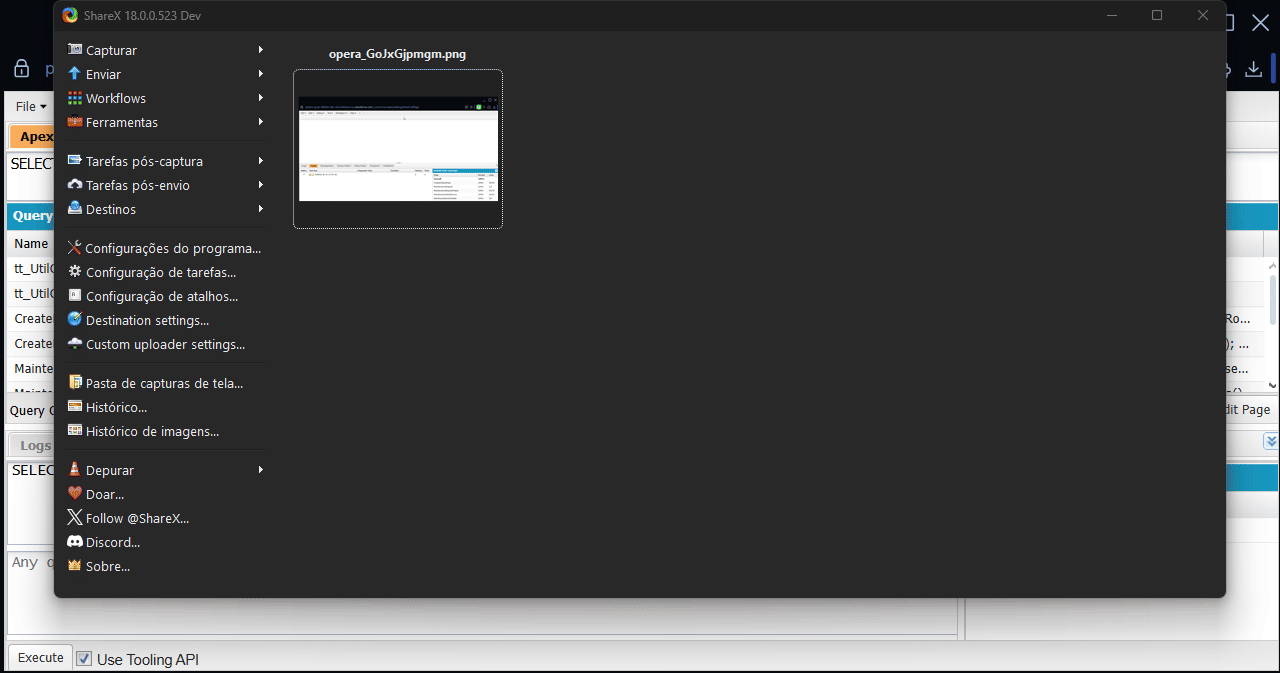 ShareX 18.0.0.523 Dev
Capturar
Enviar
Workflows
Ferramentas
Tarefas pós-captura
Tarefas pós-envio
Destinos
Configurações do programa...
Configuração de tarefas...
Configuração de atalhos...
Destination settings...
Custom uploader settings...
Pasta de capturas de tela...
Histórico...
Histórico de imagens...
Depurar
Doar...
Follow @ShareX...
Discord...
Sobre...
opera_GoJxGjpmgm.png
File
Apex
SELECT
Query
Name
tt_Util
tt_Util
Create
Create
Mainte
Query
Ro...
); ...
se...
dit Page
Logs
SELEC
Any q
Execute
Use Tooling API